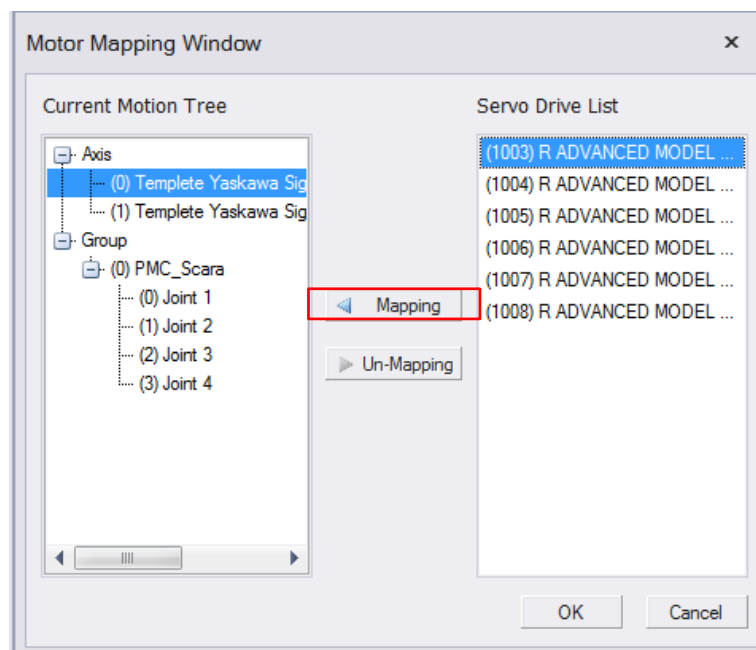 Motor Mapping Window
Current Motion Tree
Servo Drive List
Axis
(0) Templete Yaskawa Sig
(1) Templete Yaskawa Sig
Group
(0) PMC_Scara
(0) Joint 1
(1) Joint 2
(2) Joint 3
(3) Joint 4
Mapping
Un-Mapping
(1003) R ADVANCED MODEL ...
(1004) R ADVANCED MODEL ...
(1005) R ADVANCED MODEL ...
(1006) R ADVANCED MODEL ...
(1007) R ADVANCED MODEL ...
(1008) R ADVANCED MODEL ...
OK
Cancel